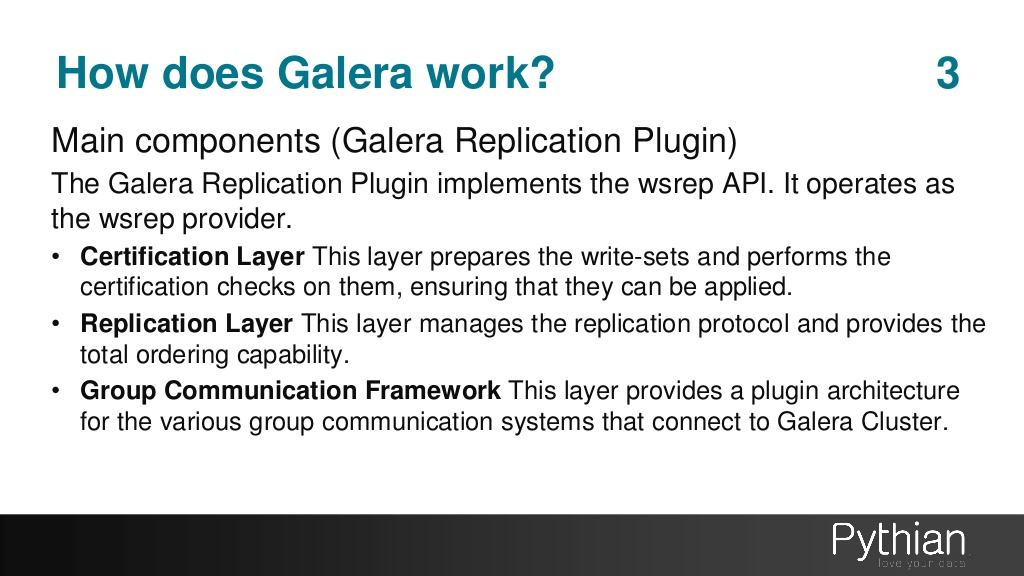 How does Galera work? 3
Main components (Galera Replication Plugin)
The Galera Replication Plugin implements the wsrep API. It operates as
the wsrep provider.
• Certification Layer This layer prepares the write-sets and performs the
certification checks on them, ensuring that they can be applied.
• Replication Layer This layer manages the replication protocol and provides the
total ordering capability.
• Group Communication Framework This layer provides a plugin architecture
for the various group communication systems that connect to Galera Cluster.
Pythian
love your data